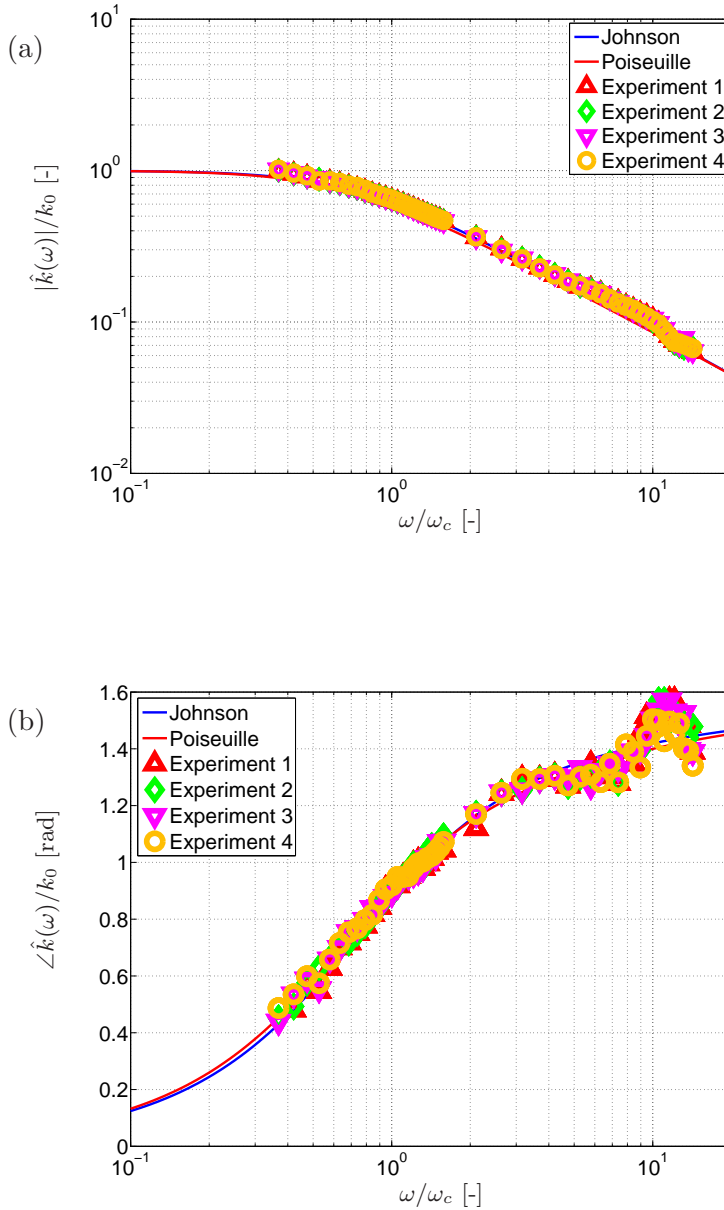 (a)
10^1
10^0
10^−1
10^−2
|k̂(ω)|/k₀ [-]
10^−1
10^0
10^1
ω/ω_c [-]
Johnson
Poiseuille
Experiment 1
Experiment 2
Experiment 3
Experiment 4
(b)
1.6
1.4
1.2
1
0.8
0.6
0.4
0.2
0
∠k̂(ω)/k₀ [rad]
Johnson
Poiseuille
Experiment 1
Experiment 2
Experiment 3
Experiment 4
10^−1
10^0
10^1
ω/ω_c [-]